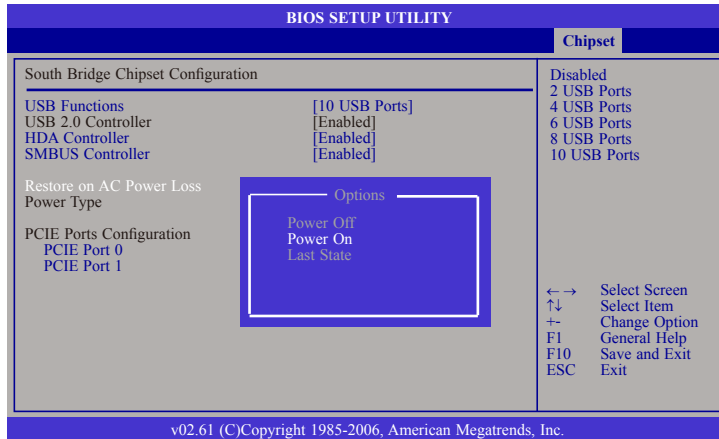 BIOS SETUP UTILITY
Chipset
South Bridge Chipset Configuration
USB Functions [10 USB Ports]
USB 2.0 Controller [Enabled]
HDA Controller [Enabled]
SMBUS Controller [Enabled]
Restore on AC Power Loss
Power Type
PCIE Ports Configuration
PCIE Port 0
PCIE Port 1
Options
Power Off
Power On
Last State
Disabled
2 USB Ports
4 USB Ports
6 USB Ports
8 USB Ports
10 USB Ports
←→ Select Screen
↑↓ Select Item
+- Change Option
F1 General Help
F10 Save and Exit
ESC Exit
v02.61 (C)Copyright 1985-2006, American Megatrends, Inc.